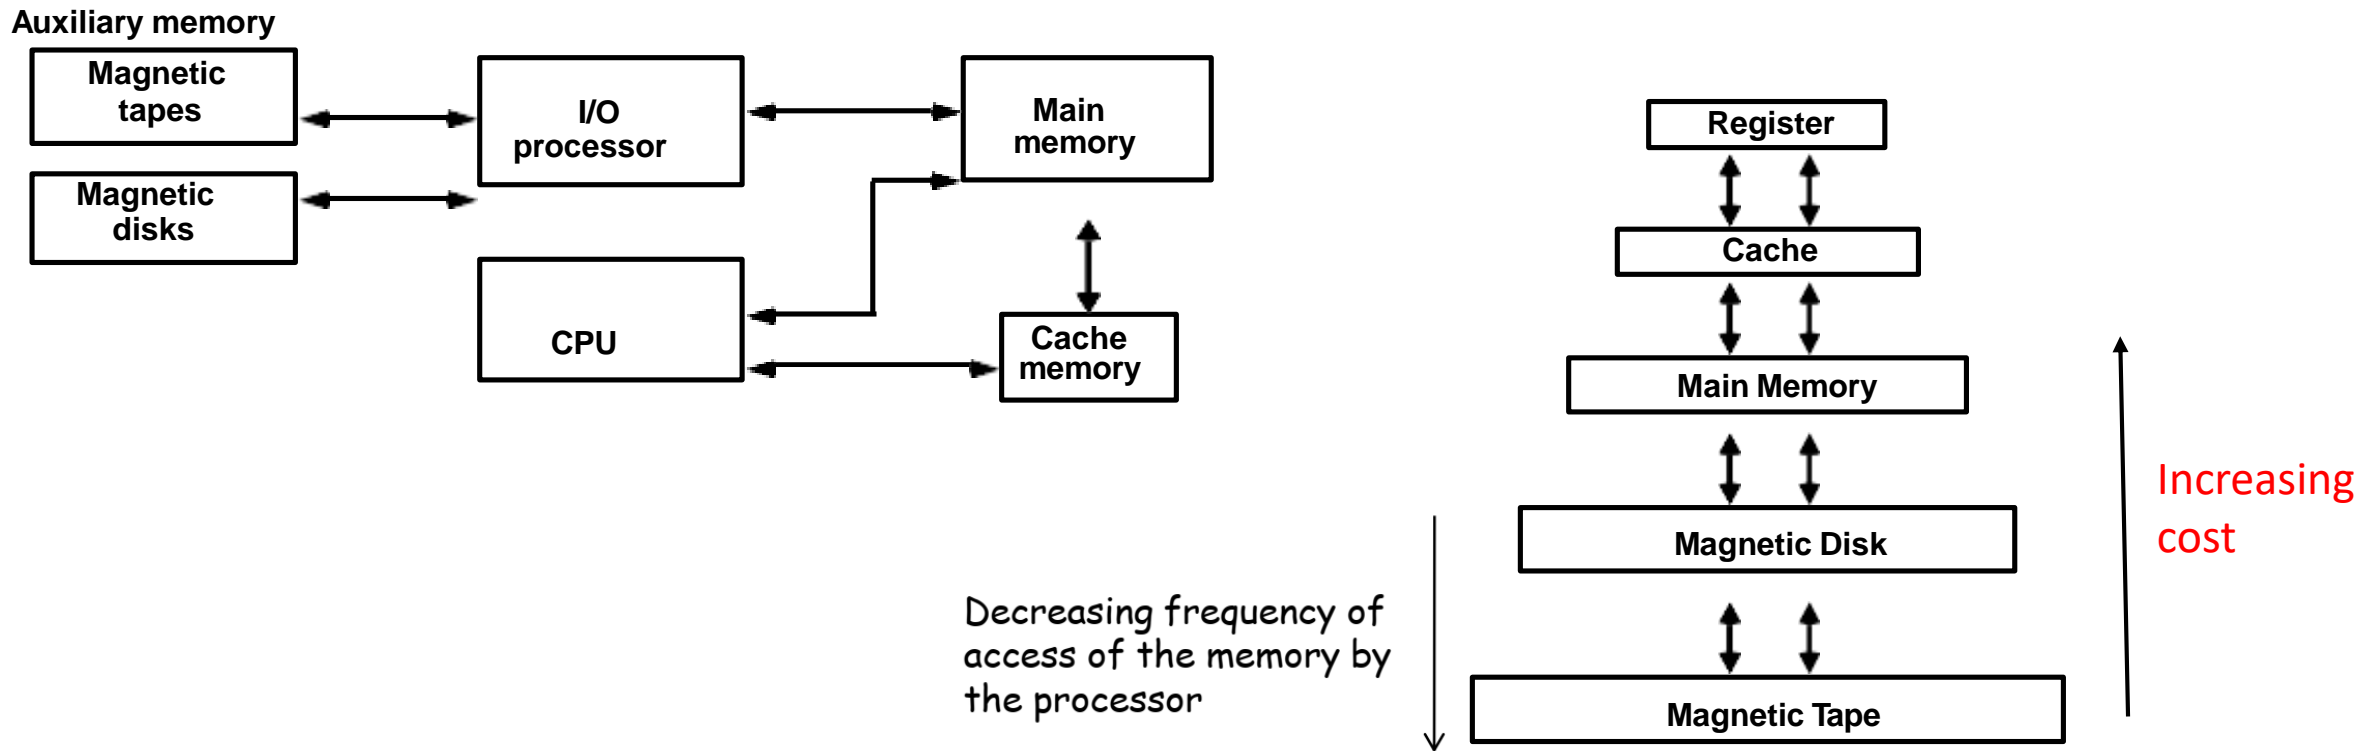 Auxiliary memory
Magnetic
tapes
Magnetic
disks
I/O
processor
CPU
Main
memory
Cache
memory
Register
Cache
Main Memory
Magnetic Disk
Magnetic Tape
Increasing
cost
Decreasing frequency of
access of the memory by
the processor